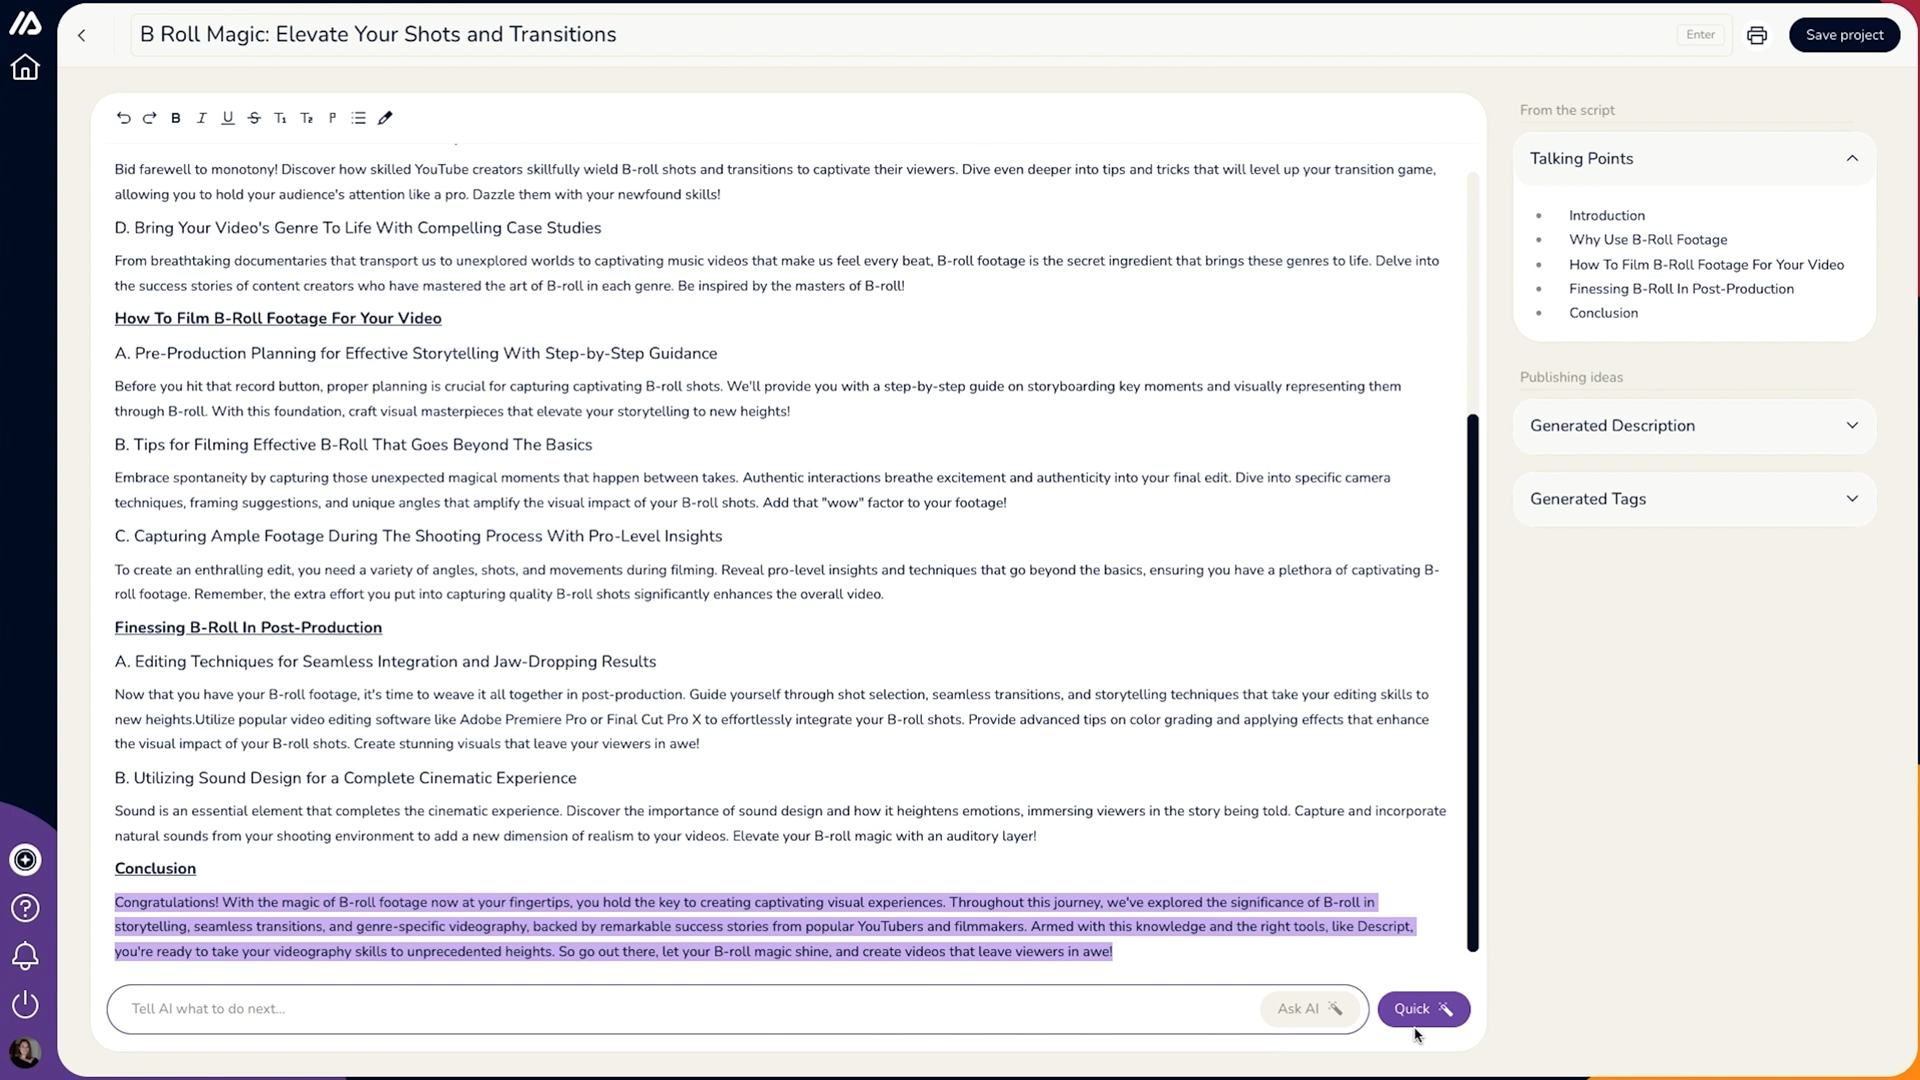 B Roll Magic: Elevate Your Shots and Transitions
Enter
Save project
B I U S T₁ T₂ P
Bid farewell to monotony! Discover how skilled YouTube creators skillfully wield B-roll shots and transitions to captivate their viewers. Dive even deeper into tips and tricks that will level up your transition game,
allowing you to hold your audience's attention like a pro. Dazzle them with your newfound skills!
D. Bring Your Video's Genre To Life With Compelling Case Studies
From breathtaking documentaries that transport us to unexplored worlds to captivating music videos that make us feel every beat, B-roll footage is the secret ingredient that brings these genres to life. Delve into
the success stories of content creators who have mastered the art of B-roll in each genre. Be inspired by the masters of B-roll!
How To Film B-Roll Footage For Your Video
A. Pre-Production Planning for Effective Storytelling With Step-by-Step Guidance
Before you hit that record button, proper planning is crucial for capturing captivating B-roll shots. We'll provide you with a step-by-step guide on storyboarding key moments and visually representing them
through B-roll. With this foundation, craft visual masterpieces that elevate your storytelling to new heights!
B. Tips for Filming Effective B-Roll That Goes Beyond The Basics
Embrace spontaneity by capturing those unexpected magical moments that happen between takes. Authentic interactions breathe excitement and authenticity into your final edit. Dive into specific camera
techniques, framing suggestions, and unique angles that amplify the visual impact of your B-roll shots. Add that "wow" factor to your footage!
C. Capturing Ample Footage During The Shooting Process With Pro-Level Insights
To create an enthralling edit, you need a variety of angles, shots, and movements during filming. Reveal pro-level insights and techniques that go beyond the basics, ensuring you have a plethora of captivating B-
roll footage. Remember, the extra effort you put into capturing quality B-roll shots significantly enhances the overall video.
Finessing B-Roll In Post-Production
A. Editing Techniques for Seamless Integration and Jaw-Dropping Results
Now that you have your B-roll footage, it's time to weave it all together in post-production. Guide yourself through shot selection, seamless transitions, and storytelling techniques that take your editing skills to
new heights.Utilize popular video editing software like Adobe Premiere Pro or Final Cut Pro X to effortlessly integrate your B-roll shots. Provide advanced tips on color grading and applying effects that enhance
the visual impact of your B-roll shots. Create stunning visuals that leave your viewers in awe!
B. Utilizing Sound Design for a Complete Cinematic Experience
Sound is an essential element that completes the cinematic experience. Discover the importance of sound design and how it heightens emotions, immersing viewers in the story being told. Capture and incorporate
natural sounds from your shooting environment to add a new dimension of realism to your videos. Elevate your B-roll magic with an auditory layer!
Conclusion
Congratulations! With the magic of B-roll footage now at your fingertips, you hold the key to creating captivating visual experiences. Throughout this journey, we've explored the significance of B-roll in
storytelling, seamless transitions, and genre-specific videography, backed by remarkable success stories from popular YouTubers and filmmakers. Armed with this knowledge and the right tools, like Descript,
you're ready to take your videography skills to unprecedented heights. So go out there, let your B-roll magic shine, and create videos that leave viewers in awe!
Tell AI what to do next...
Ask AI
Quick
From the script
Talking Points
• Introduction
• Why Use B-Roll Footage
• How To Film B-Roll Footage For Your Video
• Finessing B-Roll In Post-Production
• Conclusion
Publishing ideas
Generated Description
Generated Tags